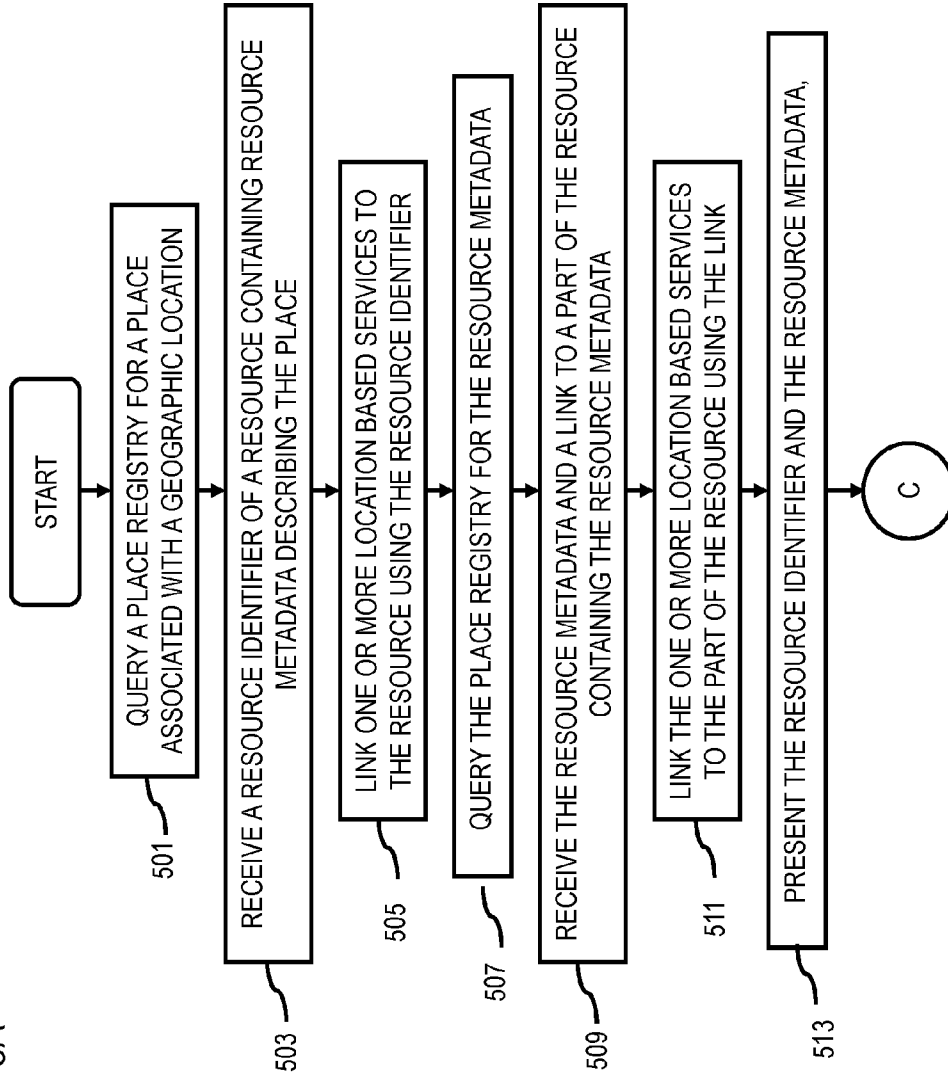 START
QUERY A PLACE REGISTRY FOR A PLACE
ASSOCIATED WITH A GEOGRAPHIC LOCATION
501
RECEIVE A RESOURCE IDENTIFIER OF A RESOURCE CONTAINING RESOURCE
METADATA DESCRIBING THE PLACE
503
LINK ONE OR MORE LOCATION BASED SERVICES TO
THE RESOURCE USING THE RESOURCE IDENTIFIER
505
QUERY THE PLACE REGISTRY FOR THE RESOURCE METADATA
507
RECEIVE THE RESOURCE METADATA AND A LINK TO A PART OF THE RESOURCE
CONTAINING THE RESOURCE METADATA
509
LINK THE ONE OR MORE LOCATION BASED SERVICES
TO THE PART OF THE RESOURCE USING THE LINK
511
PRESENT THE RESOURCE IDENTIFIER AND THE RESOURCE METADATA,
513
C